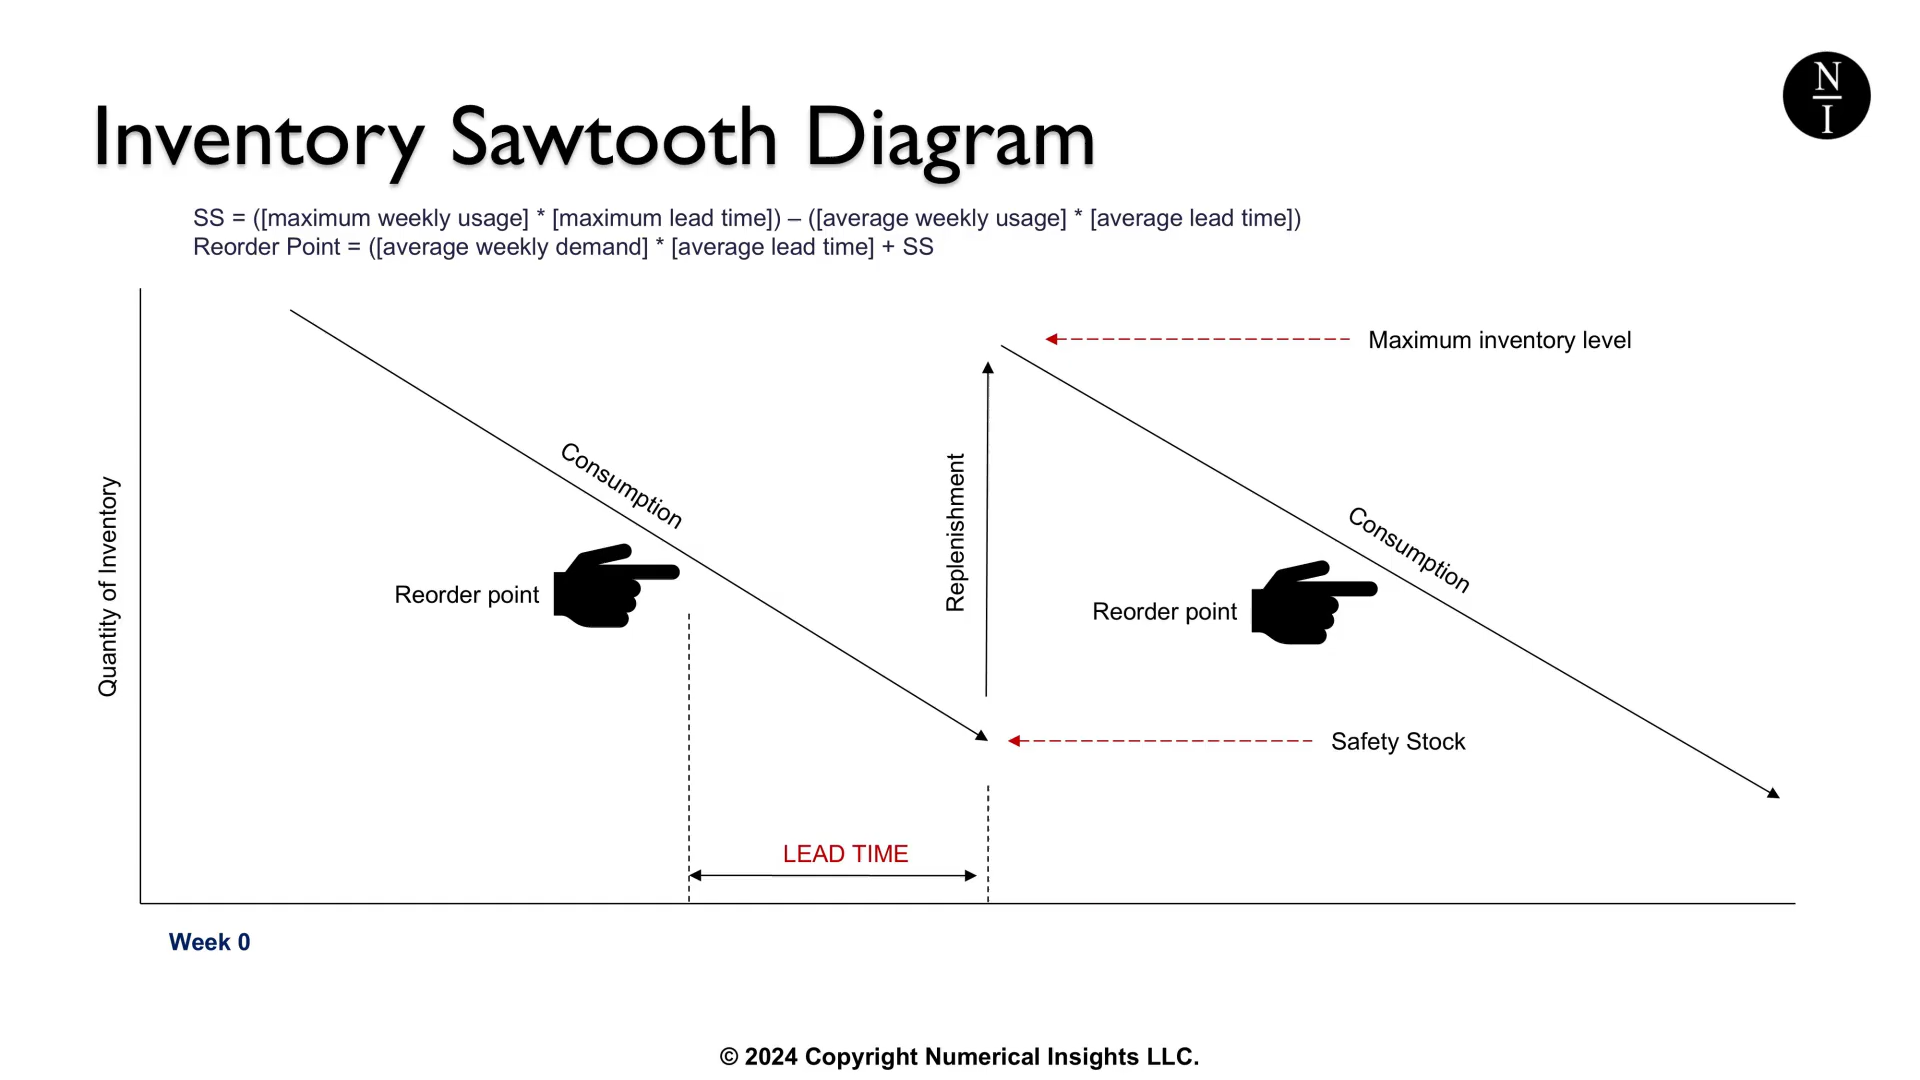 N
I
Inventory Sawtooth Diagram
SS = ([maximum weekly usage] * [maximum lead time]) – ([average weekly usage] * [average lead time])
Reorder Point = ([average weekly demand] * [average lead time] + SS
Maximum inventory level
Consumption
Replenishment
Quantity of Inventory
Consumption
Reorder point
Reorder point
Safety Stock
LEAD TIME
Week 0
© 2024 Copyright Numerical Insights LLC.